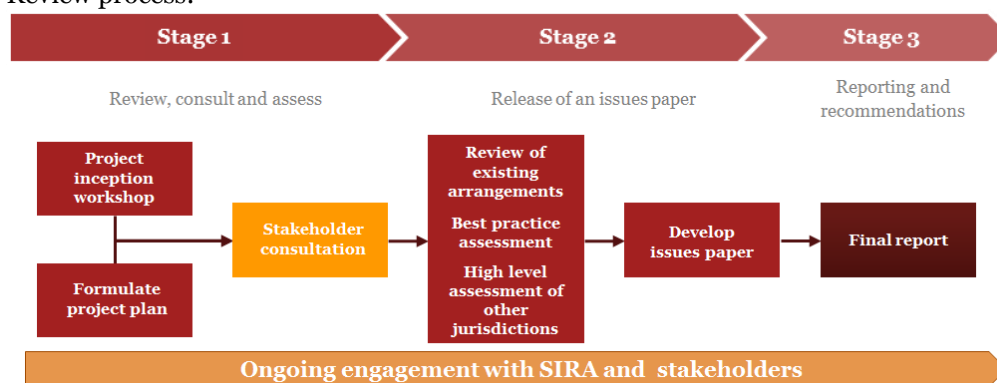 Review process:
Stage 1
Stage 2
Stage 3
Review, consult and assess
Release of an issues paper
Reporting and
recommendations
Project
inception
workshop
Formulate
project plan
Stakeholder
consultation
Review of
existing
arrangements
Best practice
assessment
High level
assessment of
other
jurisdictions
Develop
issues paper
Final report
Ongoing engagement with SIRA and stakeholders